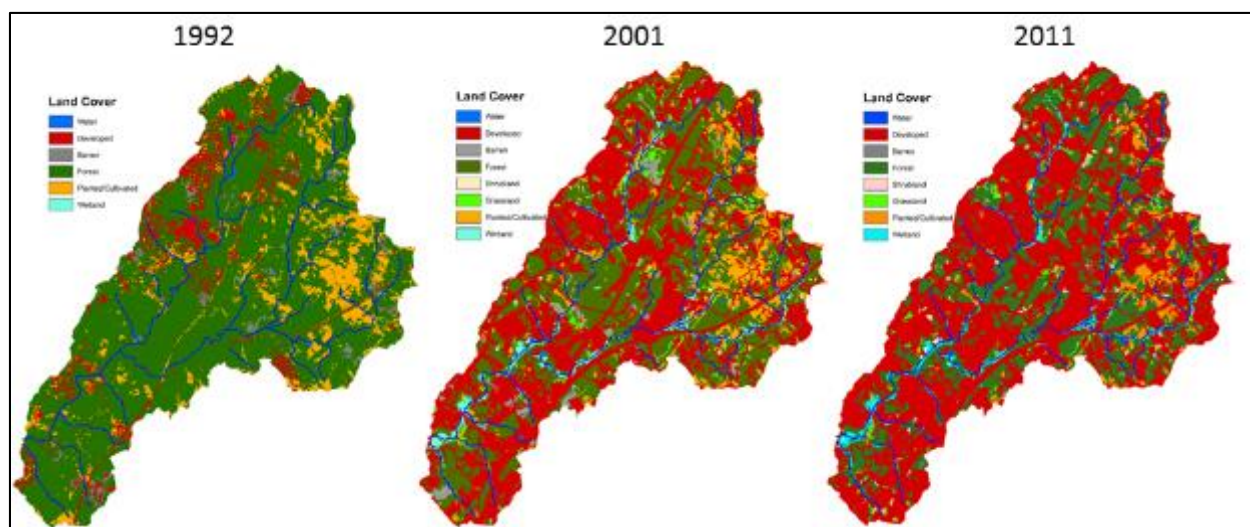 1992
2001
2011
Land Cover
Water
Developed
Barren
Forest
Planted/Cultivated
Wetland
Land Cover
Water
Developed
Barren
Forest
Shrubland
Grassland
Planted/Cultivated
Wetland
Land Cover
Water
Developed
Barren
Forest
Shrubland
Grassland
Planted/Cultivated
Wetland